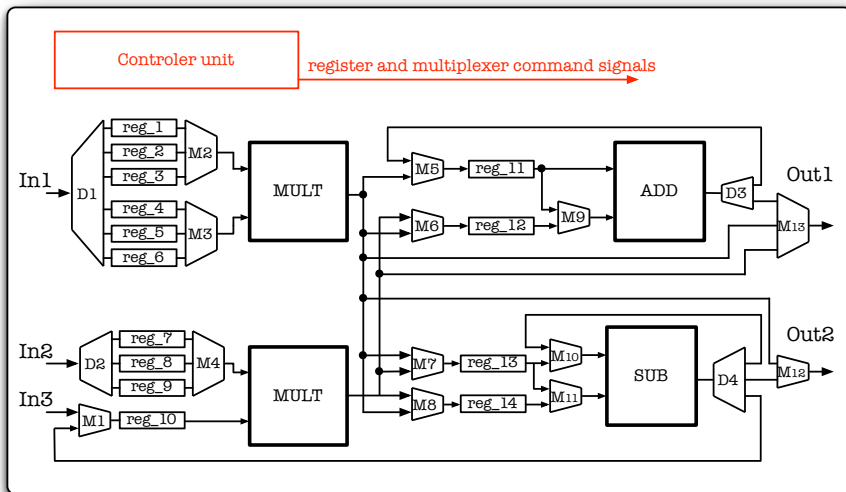 Controler unit
register and multiplexer command signals
In1
D1
reg_1
reg_2
reg_3
reg_4
reg_5
reg_6
M2
M3
MULT
M5
M6
reg_11
reg_12
M9
ADD
D3
M13
Out1
In2
D2
reg_7
reg_8
reg_9
M4
In3
M1
reg_10
MULT
M7
M8
reg_13
reg_14
M10
M11
SUB
D4
M12
Out2